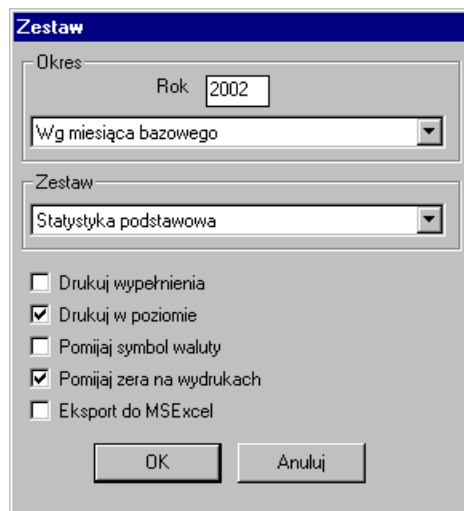 Zestaw
Okres
Rok 2002
Wg miesiąca bazowego
Zestaw
Statystyka podstawowa
Drukuj wypełnienia
Drukuj w poziomie
Pomijaj symbol waluty
Pomijaj zera na wydrukach
Eksport do MSExcel
OK Anuluj